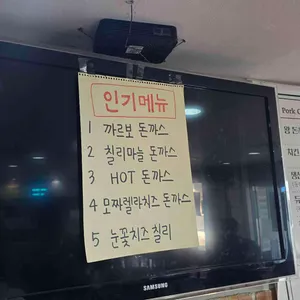 인기메뉴
1 까르보 돈까스
2 칠리마늘 돈까스
3 HOT 돈까스
4 모짜렐라치즈 돈까스
5 눈꽃치즈 칠리
SAMSUNG
Pork